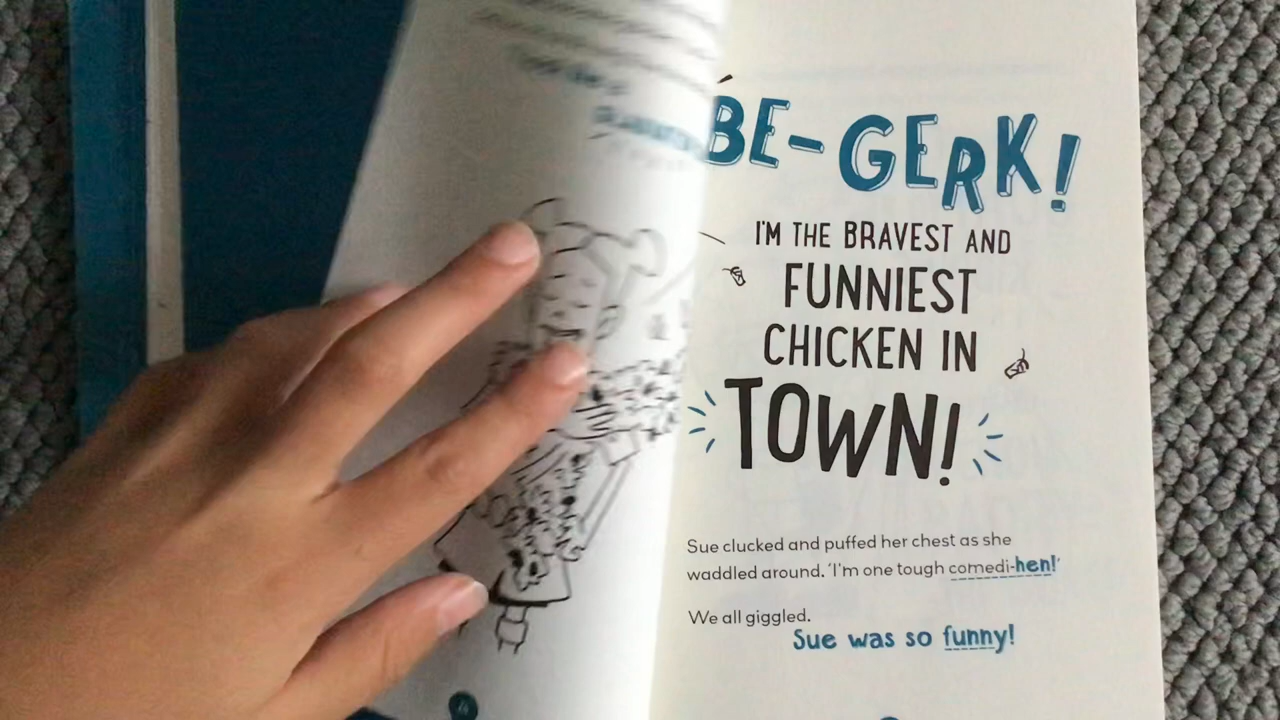 BE-GERK!
I'M THE BRAVEST AND
FUNNIEST
CHICKEN IN
TOWN!
Sue clucked and puffed her chest as she
waddled around. 'I'm one tough comedi-hen!'
We all giggled.
Sue was so funny!